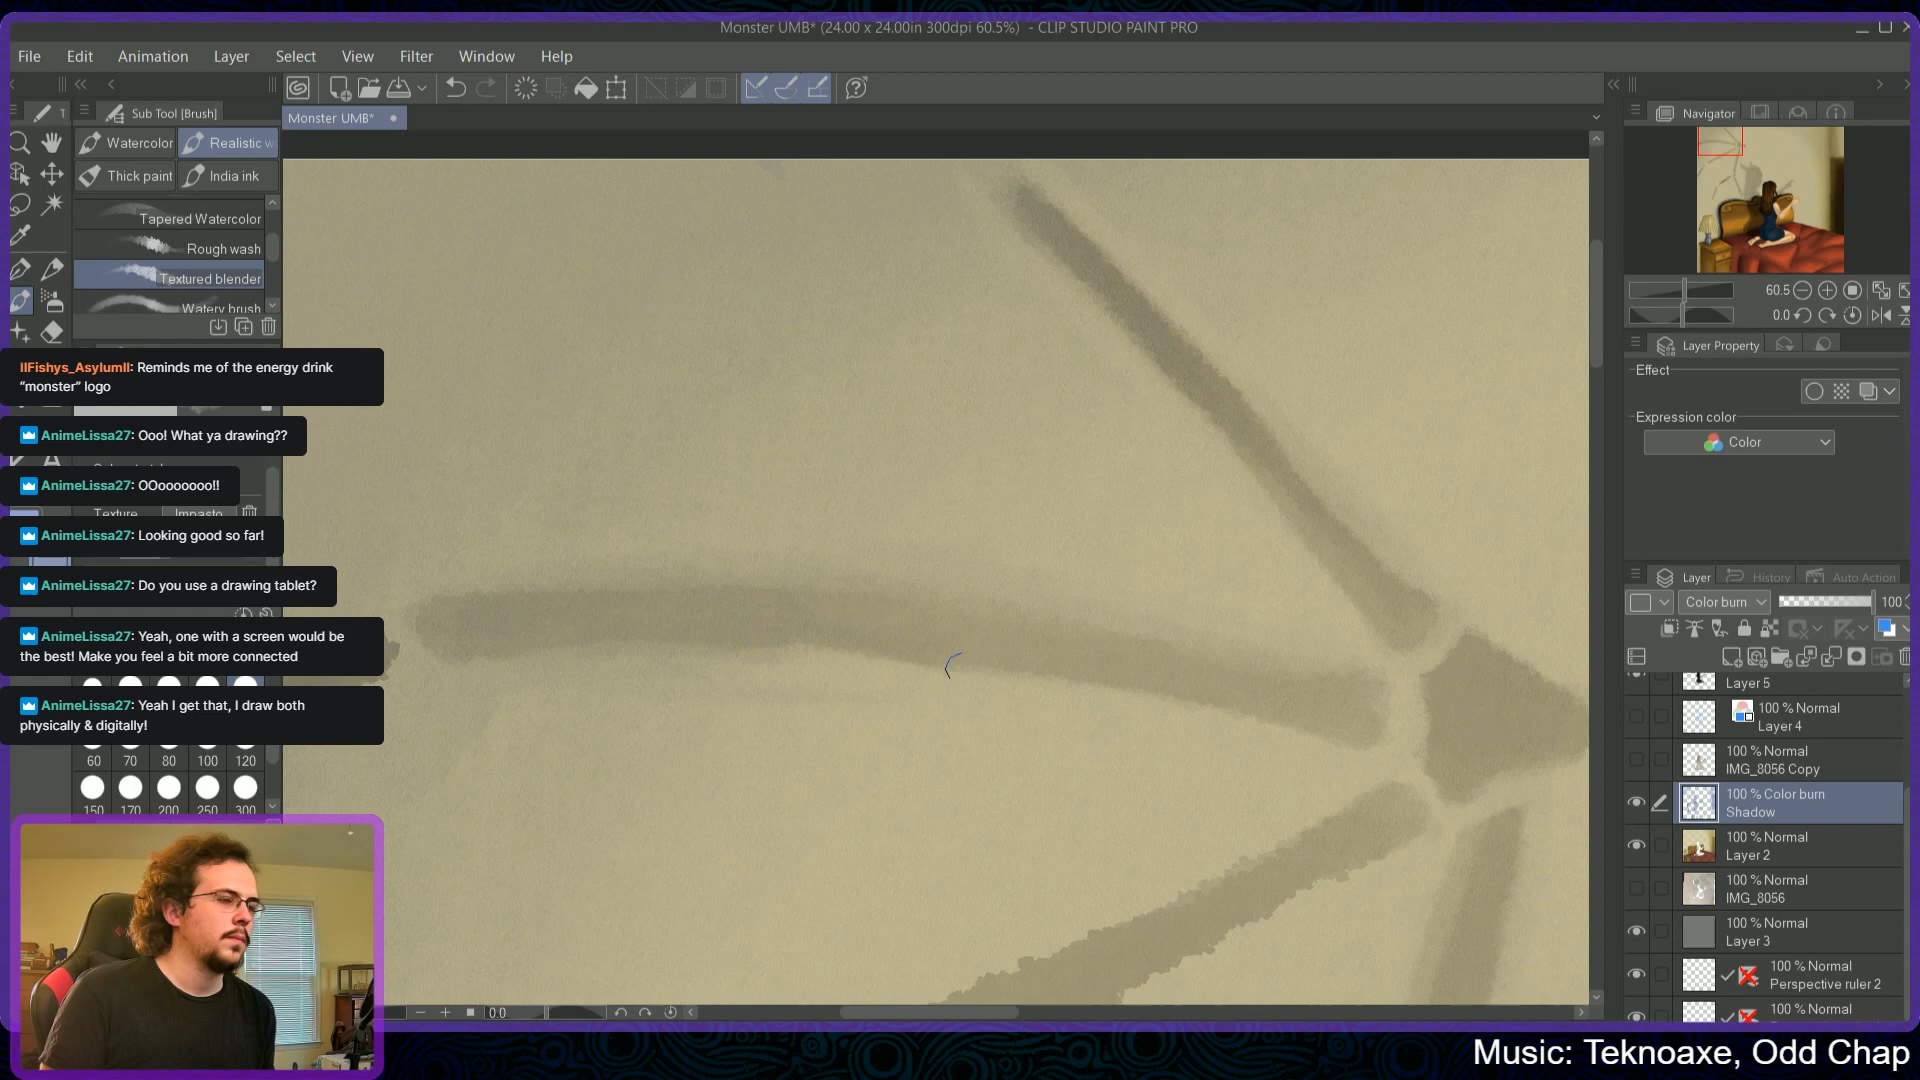 Monster UMB* (24.00 x 24.00in 300dpi 60.5%) - CLIP STUDIO PAINT PRO
File Edit Animation Layer Select View Filter Window Help
Sub Tool [Brush]
Monster UMB*
Navigator
Watercolor
Realistic w
Thick paint
India ink
Tapered Watercolor
Rough wash
Textured blender
Watery brush
60.5
0.0
Layer Property
Effect
Expression color
Color
IIFishys_AsylumII: Reminds me of the energy drink
“monster” logo
AnimeLissa27: Ooo! What ya drawing??
AnimeLissa27: OOooooooo!!
Texture Impasto
AnimeLissa27: Looking good so far!
AnimeLissa27: Do you use a drawing tablet?
AnimeLissa27: Yeah, one with a screen would be
the best! Make you feel a bit more connected
AnimeLissa27: Yeah I get that, I draw both
physically & digitally!
60 70 80 100 120
150 170 200 250 300
Layer History Auto Action
Color burn 100
Layer 5
100 % Normal
Layer 4
100 % Normal
IMG_8056 Copy
100 % Color burn
Shadow
100 % Normal
Layer 2
100 % Normal
IMG_8056
100 % Normal
Layer 3
100 % Normal
Perspective ruler 2
100 % Normal
0.0
Music: Teknoaxe, Odd Chap